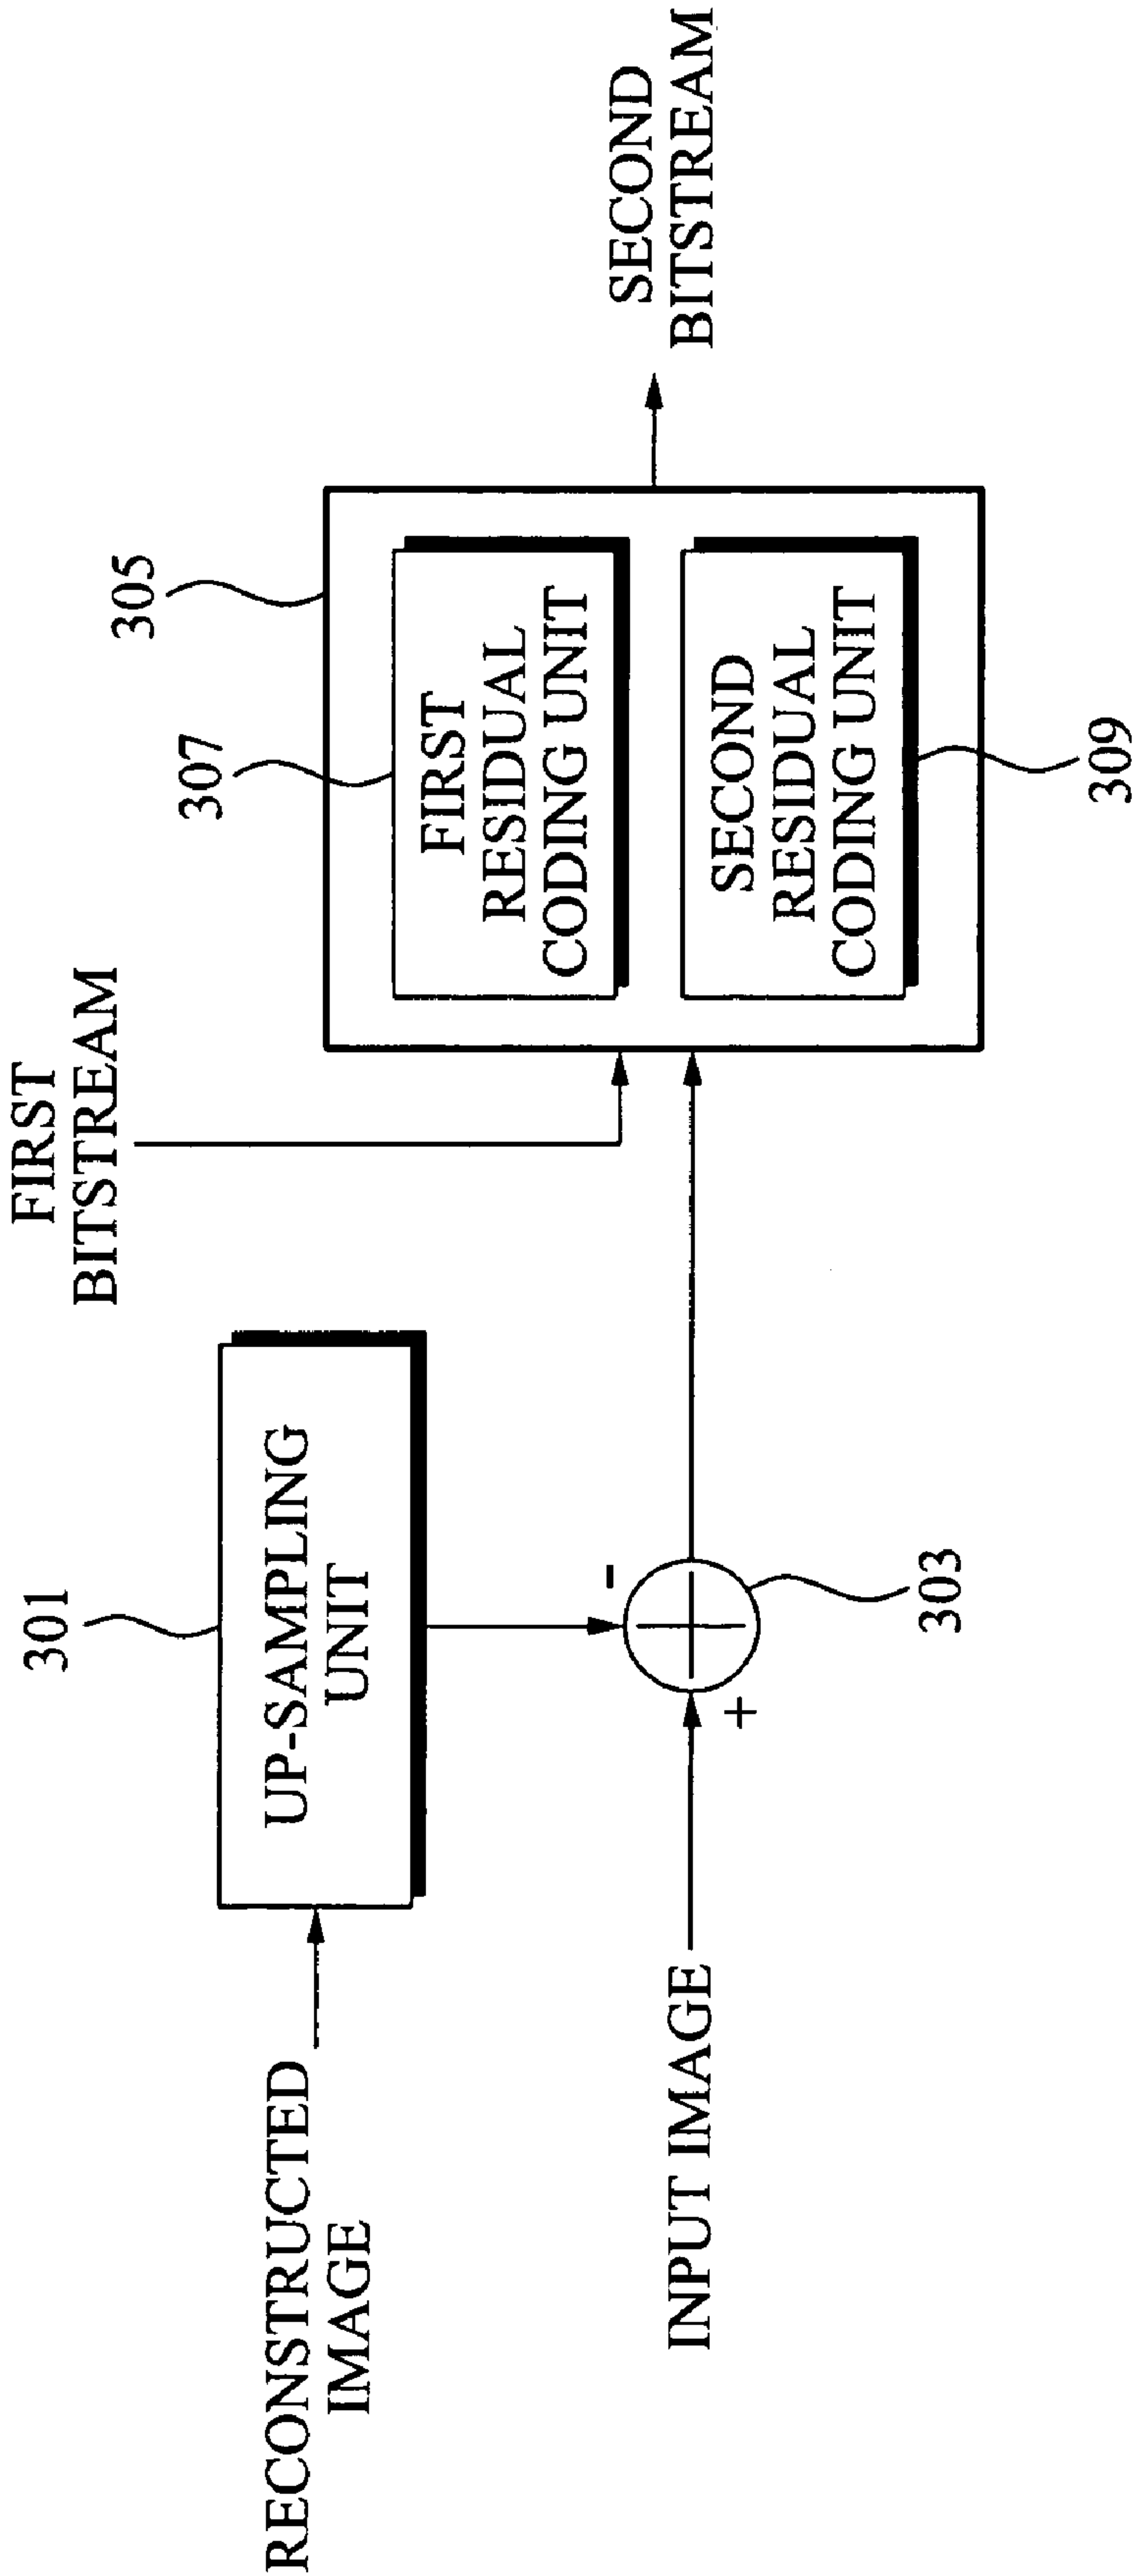 FIRST
BITSTREAM
301
UP-SAMPLING
UNIT
RECONSTRUCTED
IMAGE
INPUT IMAGE
+
-
303
305
307
FIRST
RESIDUAL
CODING UNIT
SECOND
RESIDUAL
CODING UNIT
309
SECOND
BITSTREAM